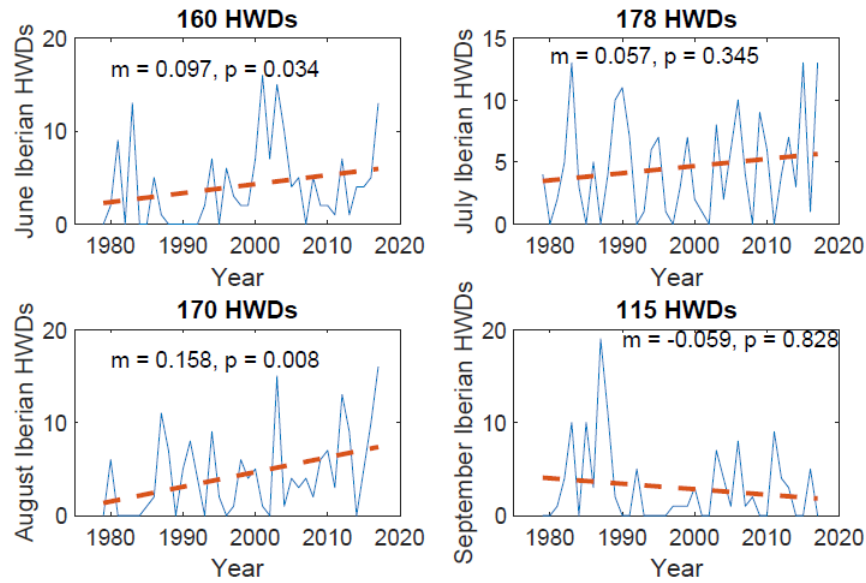 160 HWDs
m = 0.097, p = 0.034
June Iberian HWDs
20
10
0
1980 1990 2000 2010 2020
Year
178 HWDs
m = 0.057, p = 0.345
July Iberian HWDs
15
10
5
0
1980 1990 2000 2010 2020
Year
170 HWDs
m = 0.158, p = 0.008
August Iberian HWDs
20
10
0
1980 1990 2000 2010 2020
Year
115 HWDs
m = -0.059, p = 0.828
September Iberian HWDs
20
10
0
1980 1990 2000 2010 2020
Year